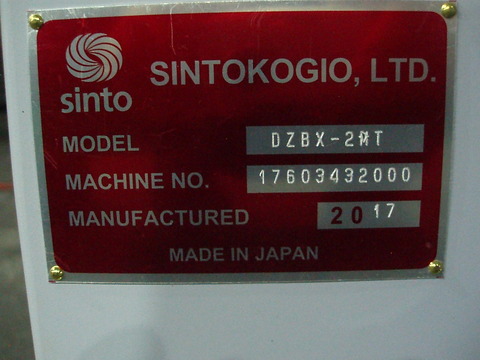 sinto
SINTOKOGIO, LTD.
MODEL DZBX-2MT
MACHINE NO. 17603432000
MANUFACTURED 2017
MADE IN JAPAN